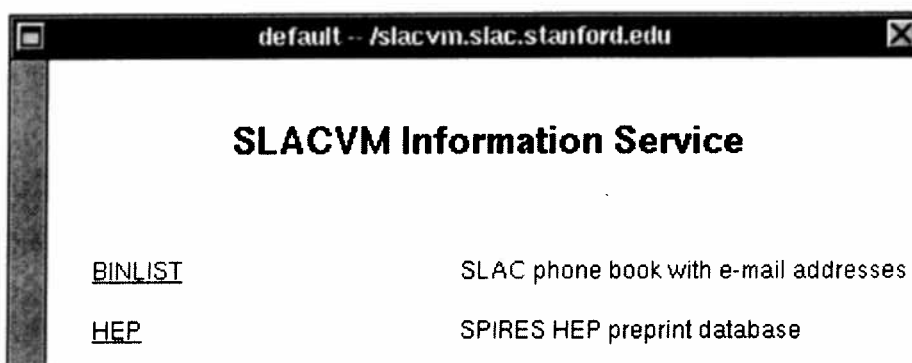 default -- /slacvm.slac.stanford.edu
SLACVM Information Service
BINLIST SLAC phone book with e-mail addresses
HEP SPIRES HEP preprint database